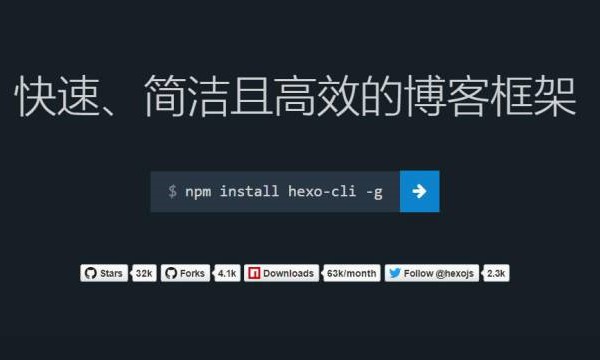 快速、简洁且高效的博客框架
$ npm install hexo-cli -g
Stars 32k Forks 4.1k Downloads 63k/month Follow @hexojs 2.3k